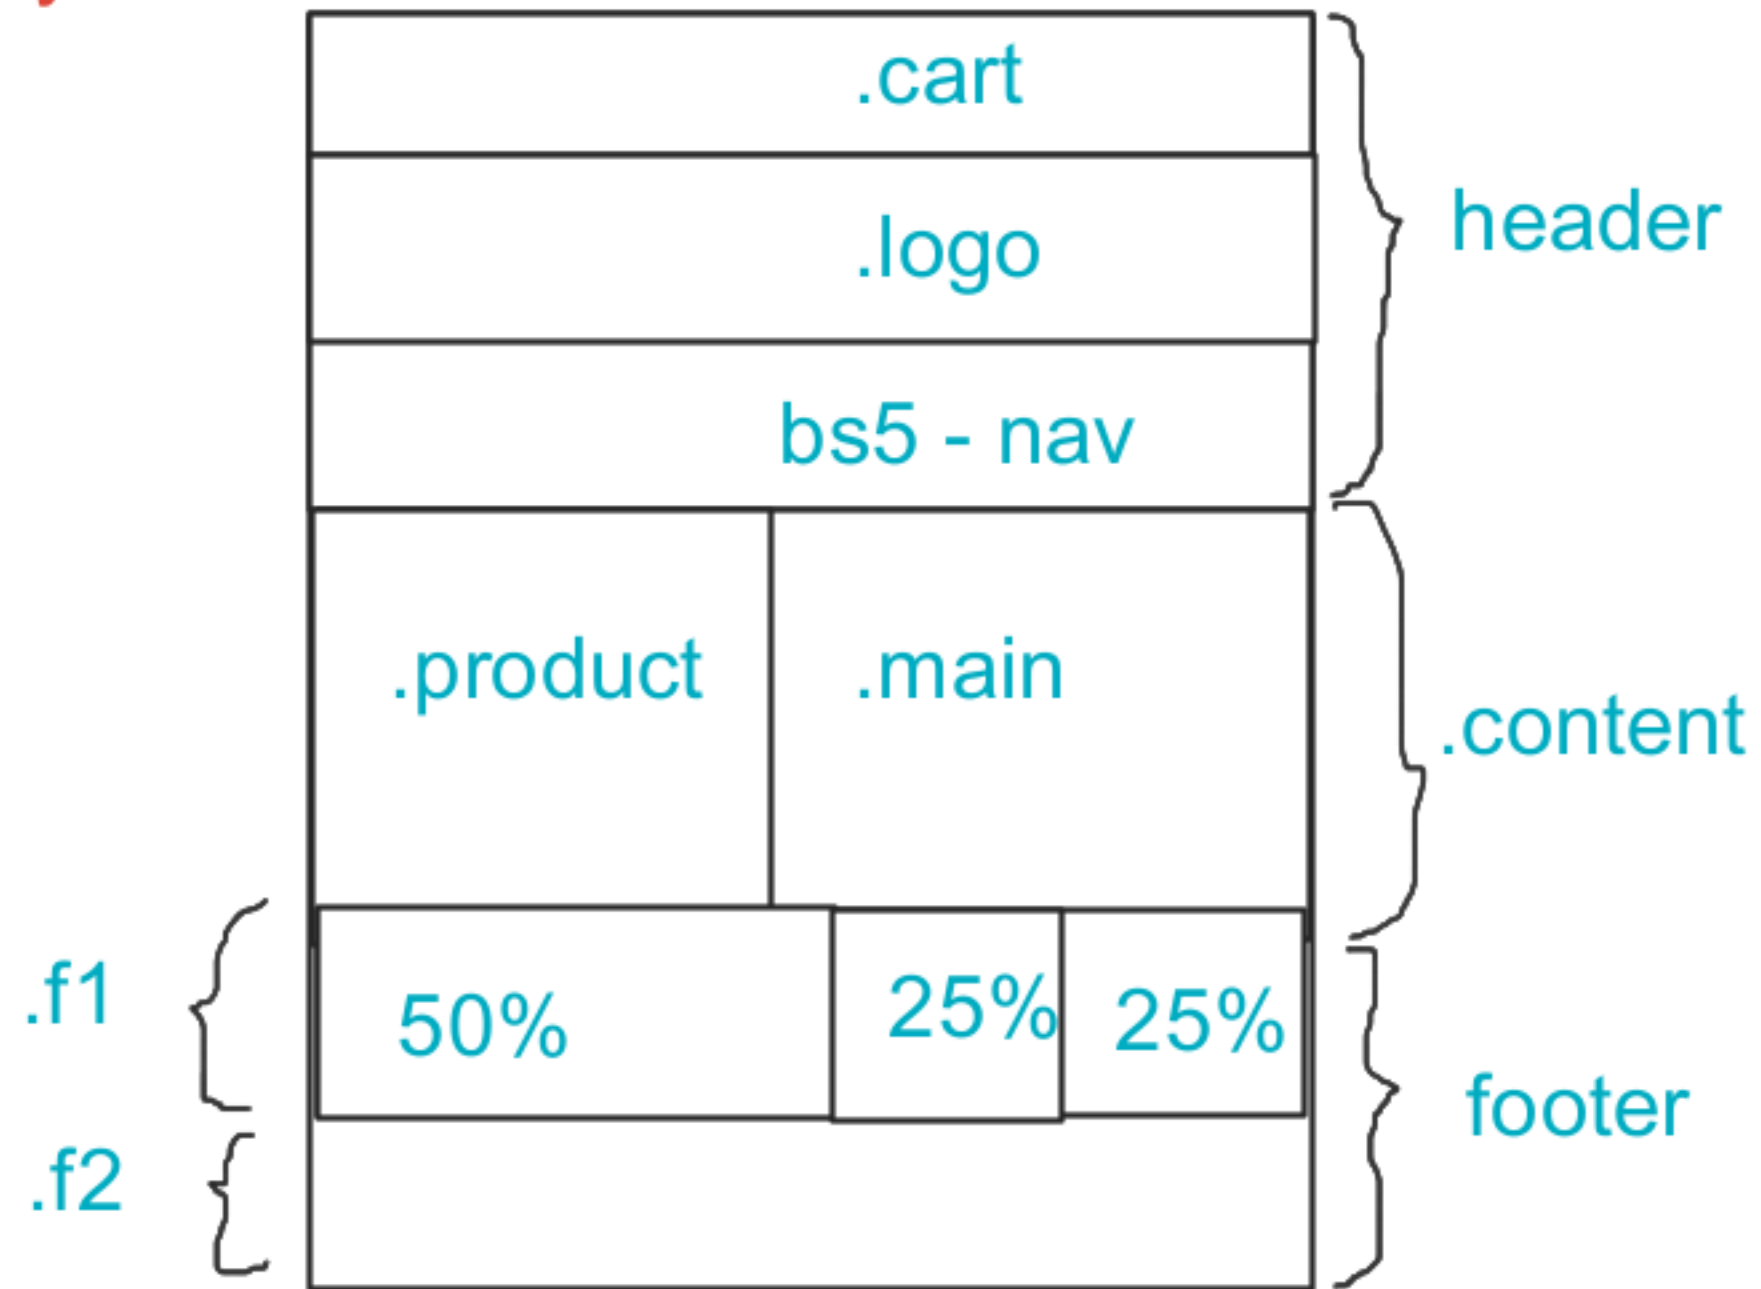 .cart
.logo
header
bs5 - nav
.product
.main
.content
.f1
50%
25%
25%
footer
.f2